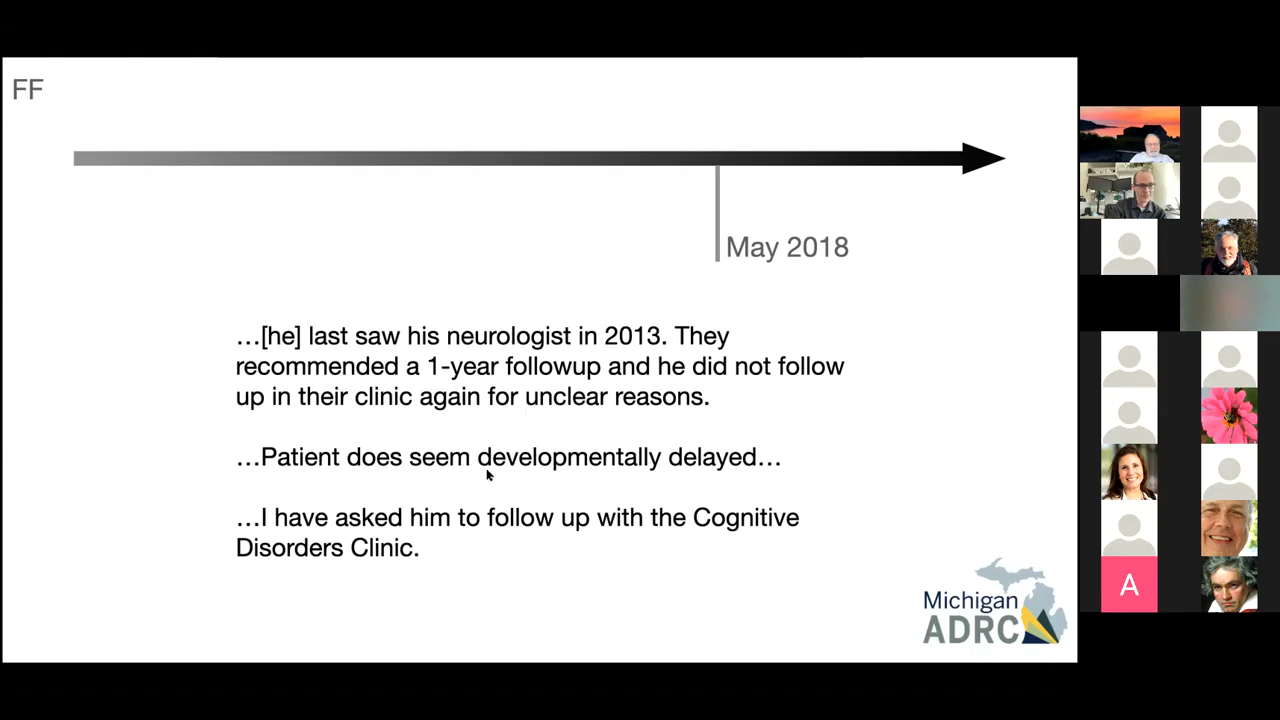 FF
May 2018
…[he] last saw his neurologist in 2013. They
recommended a 1-year followup and he did not follow
up in their clinic again for unclear reasons.
…Patient does seem developmentally delayed…
…I have asked him to follow up with the Cognitive
Disorders Clinic.
Michigan
ADRC
A